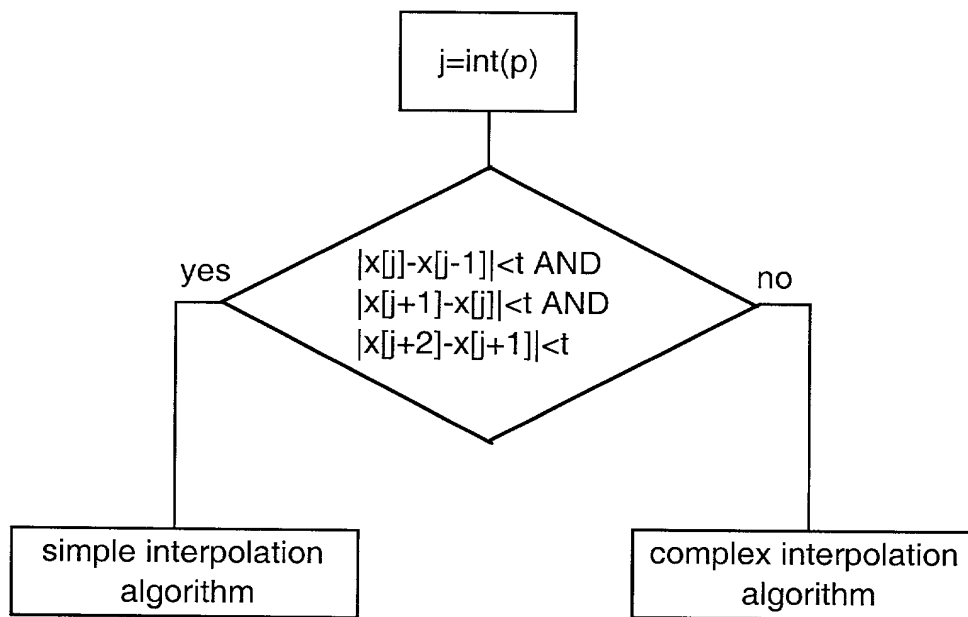 j=int(p)
yes
|x[j]-x[j-1]|<t AND
|x[j+1]-x[j]|<t AND
|x[j+2]-x[j+1]|<t
no
simple interpolation
algorithm
complex interpolation
algorithm